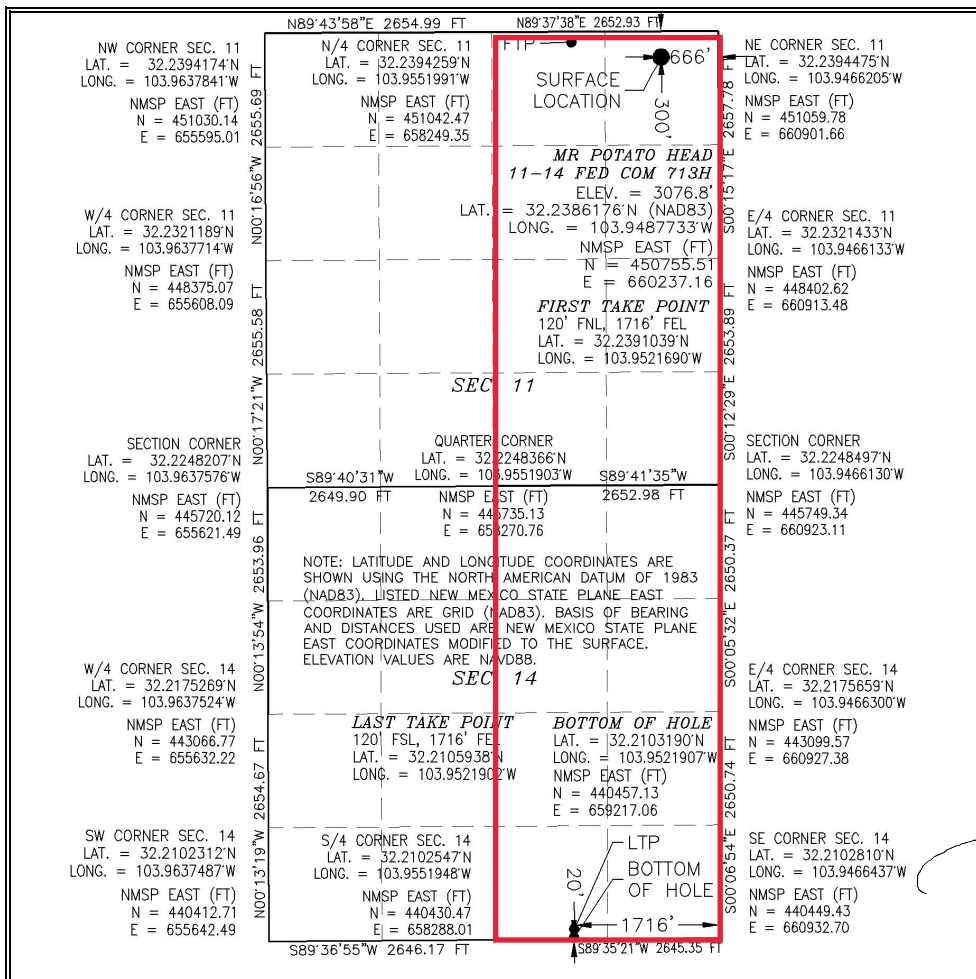 N89°43'58"E 2654.99 FT
N89°37'38"E 2652.93 FT
NW CORNER SEC. 11
LAT. = 32.2394174°N
LONG. = 103.9637841°W
NMSP EAST (FT)
N = 451030.14
E = 655595.01
N/4 CORNER SEC. 11
LAT. = 32.2394259°N
LONG. = 103.9551991°W
NMSP EAST (FT)
N = 451042.47
E = 658249.35
FTP
666'
SURFACE
LOCATION
300'
NE CORNER SEC. 11
LAT. = 32.2394475°N
LONG. = 103.9466205°W
NMSP EAST (FT)
N = 451059.78
E = 660901.66
N00°16'56"W 2655.69 FT
S00°15'17"E 2657.78 FT
MR POTATO HEAD
11-14 FED COM 713H
ELEV. = 3076.8'
LAT. = 32.2386176°N (NAD83)
LONG. = 103.9487733°W
NMSP EAST (FT)
N = 450755.51
E = 660237.16
FIRST TAKE POINT
120' FNL, 1716' FEL
LAT. = 32.2391039°N
LONG. = 103.9521690°W
W/4 CORNER SEC. 11
LAT. = 32.2321189°N
LONG. = 103.9637714°W
NMSP EAST (FT)
N = 448375.07
E = 655608.09
E/4 CORNER SEC. 11
LAT. = 32.2321433°N
LONG. = 103.9466133°W
NMSP EAST (FT)
N = 448402.62
E = 660913.48
N00°17'21"W 2655.58 FT
S00°12'29"E 2653.89 FT
SEC 11
SECTION CORNER
LAT. = 32.2248207°N
LONG. = 103.9637576°W
NMSP EAST (FT)
N = 445720.12
E = 655621.49
QUARTER CORNER
LAT. = 32.2248366°N
LONG. = 103.9551903°W
NMSP EAST (FT)
N = 445735.13
E = 658270.76
S89°40'31"W
2649.90 FT
S89°41'35"W
2652.98 FT
SECTION CORNER
LAT. = 32.2248497°N
LONG. = 103.9466130°W
NMSP EAST (FT)
N = 445749.34
E = 660923.11
N00°13'54"W 2653.96 FT
S00°05'32"E 2650.37 FT
NOTE: LATITUDE AND LONGITUDE COORDINATES ARE
SHOWN USING THE NORTH AMERICAN DATUM OF 1983
(NAD83). LISTED NEW MEXICO STATE PLANE EAST
COORDINATES ARE GRID (NAD83). BASIS OF BEARING
AND DISTANCES USED ARE NEW MEXICO STATE PLANE
EAST COORDINATES MODIFIED TO THE SURFACE.
ELEVATION VALUES ARE NAVD88.
SEC 14
W/4 CORNER SEC. 14
LAT. = 32.2175269°N
LONG. = 103.9637524°W
NMSP EAST (FT)
N = 443066.77
E = 655632.22
E/4 CORNER SEC. 14
LAT. = 32.2175659°N
LONG. = 103.9466300°W
NMSP EAST (FT)
N = 443099.57
E = 660927.38
LAST TAKE POINT
120' FSL, 1716' FEL
LAT. = 32.2105938°N
LONG. = 103.9521902°W
BOTTOM OF HOLE
LAT. = 32.2103190°N
LONG. = 103.9521907°W
NMSP EAST (FT)
N = 440457.13
E = 659217.06
N00°13'19"W 2654.67 FT
S00°06'54"E 2650.74 FT
SW CORNER SEC. 14
LAT. = 32.2102312°N
LONG. = 103.9637487°W
NMSP EAST (FT)
N = 440412.71
E = 655642.49
S/4 CORNER SEC. 14
LAT. = 32.2102547°N
LONG. = 103.9551948°W
NMSP EAST (FT)
N = 440430.47
E = 658288.01
LTP
BOTTOM
OF HOLE
20'
1716'
SE CORNER SEC. 14
LAT. = 32.2102810°N
LONG. = 103.9466437°W
NMSP EAST (FT)
N = 440449.43
E = 660932.70
S89°36'55"W 2646.17 FT
S89°35'21"W 2645.35 FT